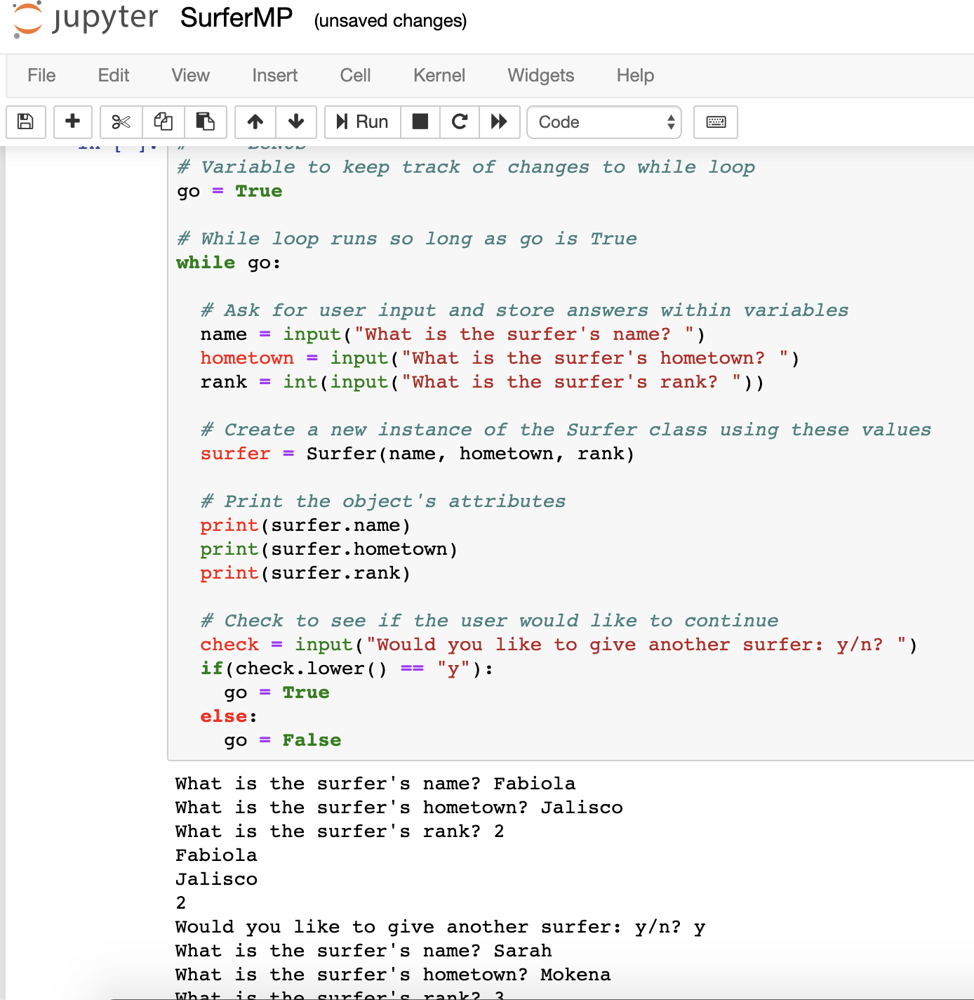 jupyter SurferMP (unsaved changes)
File Edit View Insert Cell Kernel Widgets Help
Run Code
# BONUS
# Variable to keep track of changes to while loop
go = True
# While loop runs so long as go is True
while go:
# Ask for user input and store answers within variables
name = input("What is the surfer's name? ")
hometown = input("What is the surfer's hometown? ")
rank = int(input("What is the surfer's rank? "))
# Create a new instance of the Surfer class using these values
surfer = Surfer(name, hometown, rank)
# Print the object's attributes
print(surfer.name)
print(surfer.hometown)
print(surfer.rank)
# Check to see if the user would like to continue
check = input("Would you like to give another surfer: y/n? ")
if(check.lower() == "y"):
go = True
else:
go = False
What is the surfer's name? Fabiola
What is the surfer's hometown? Jalisco
What is the surfer's rank? 2
Fabiola
Jalisco
2
Would you like to give another surfer: y/n? y
What is the surfer's name? Sarah
What is the surfer's hometown? Mokena
What is the surfer's rank? 3